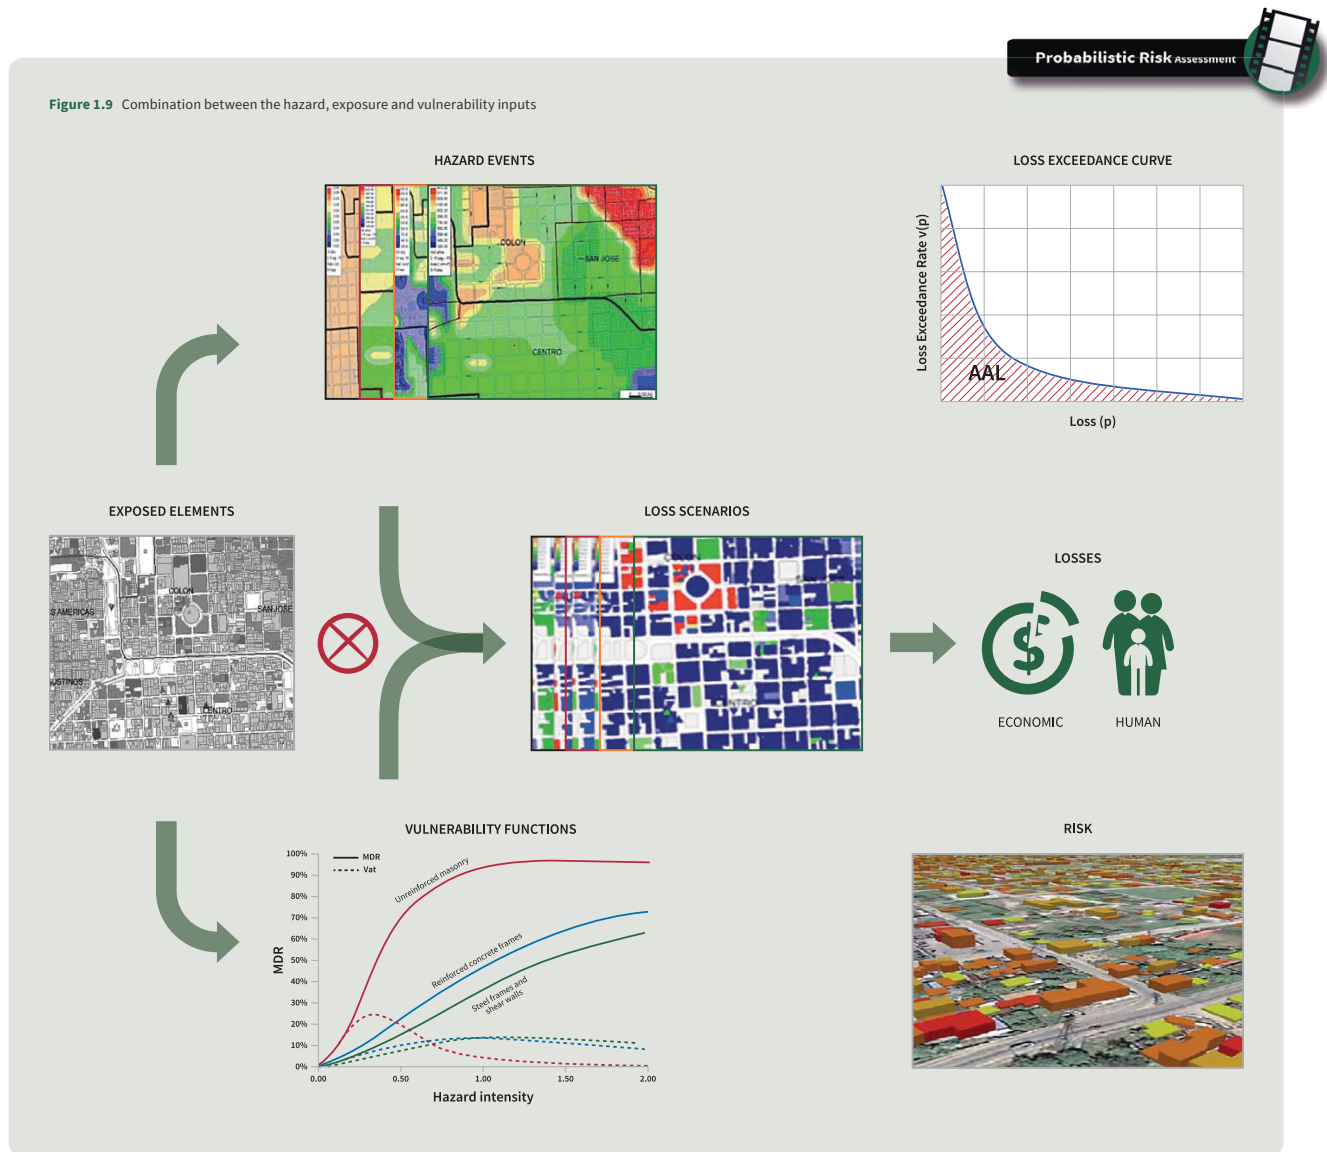 Probabilistic Risk Assessment
Figure 1.9 Combination between the hazard, exposure and vulnerability inputs
HAZARD EVENTS
COLON
SAN JOSE
CENTRO
LOSS EXCEEDANCE CURVE
Loss Exceedance Rate v(p)
AAL
Loss (p)
EXPOSED ELEMENTS
COLON
S AMERICAS
SAN JOSE
USTINOS
CENTRO
LOSS SCENARIOS
LOSSES
$
ECONOMIC
HUMAN
VULNERABILITY FUNCTIONS
MDR
Vat
100%
90%
80%
70%
60%
50%
40%
30%
20%
10%
0%
MDR
Unreinforced masonry
Reinforced concrete frames
Steel frames and
shear walls
0.00
0.50
1.00
1.50
2.00
Hazard intensity
RISK